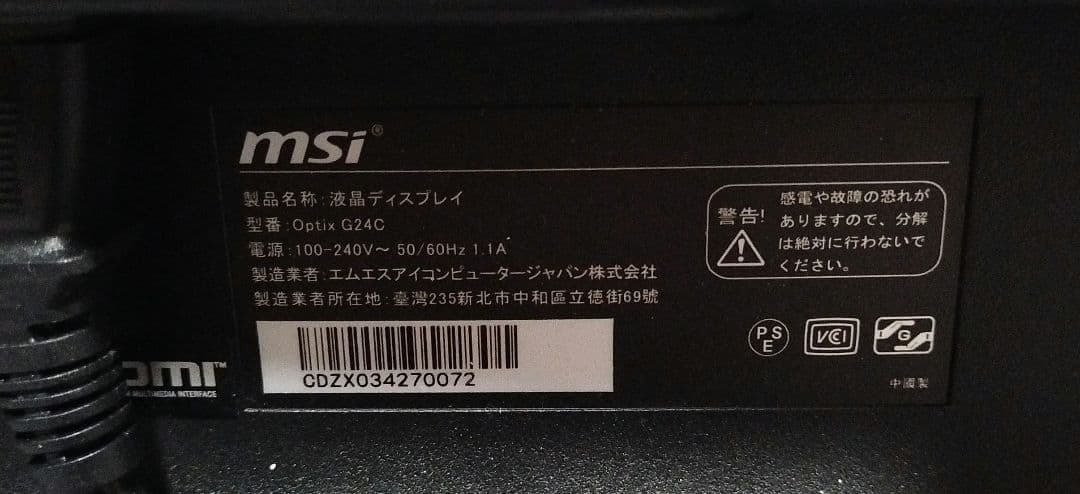 msi®
製品名称:液晶ディスプレイ
型番:Optix G24C
電源:100-240V～ 50/60Hz 1.1A
製造業者:エムエスアイコンピュータージャパン株式会社
製造業者所在地:臺灣235新北市中和區立德街69號
CDZX034270072
警告!
感電や故障の恐れが
ありますので、分解
は絶対に行わないで
ください。
PSE
VCCI
G
中國製
MULTIMEDIA INTERFACE